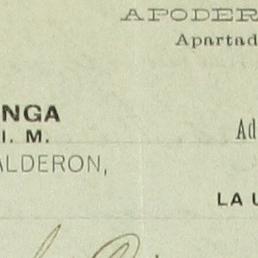 APODER
Apartad
NGA
I. M.
Ad
ALDERON,
LA U